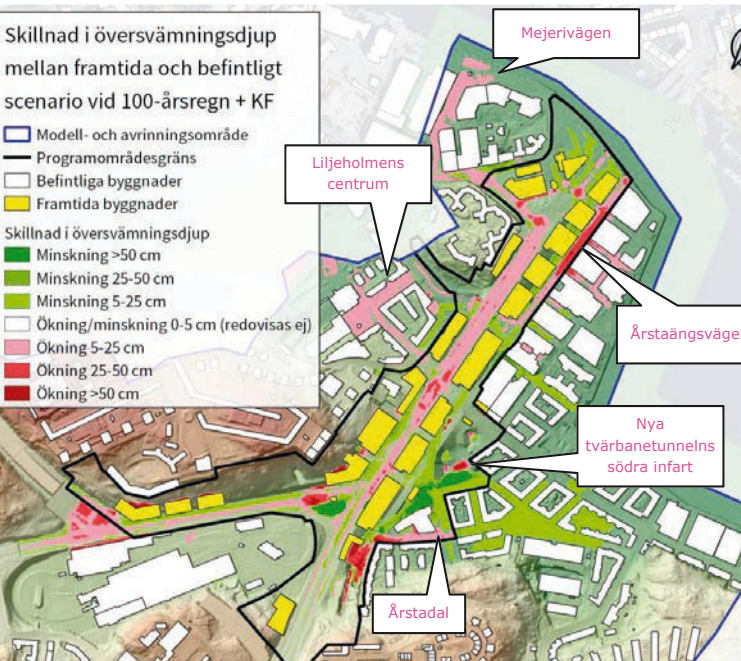 Skillnad i översvämningsdjup
mellan framtida och befintligt
scenario vid 100-årsregn + KF
Modell- och avrinningsområde
Programområdesgräns
Befintliga byggnader
Framtida byggnader
Skillnad i översvämningsdjup
Minskning >50 cm
Minskning 25-50 cm
Minskning 5-25 cm
Ökning/minskning 0-5 cm (redovisas ej)
Ökning 5-25 cm
Ökning 25-50 cm
Ökning >50 cm
Mejerivägen
Liljeholmens
centrum
Årstaängsvägen
Nya
tvärbanetunnelns
södra infart
Årstadal